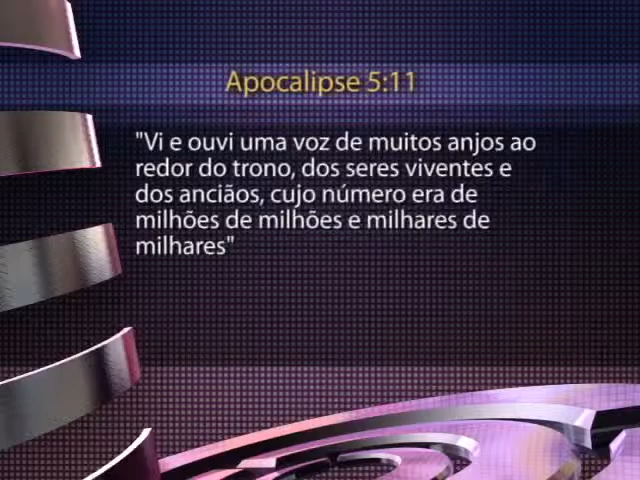 Apocalipse 5:11
"Vi e ouvi uma voz de muitos anjos ao
redor do trono, dos seres viventes e
dos anciãos, cujo número era de
milhões de milhões e milhares de
milhares"